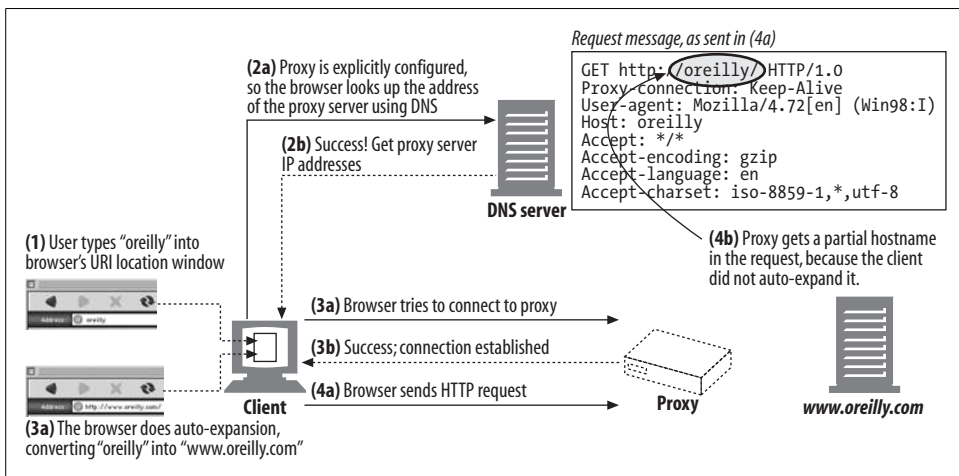 (2a) Proxy is explicitly configured,
so the browser looks up the address
of the proxy server using DNS
(2b) Success! Get proxy server
IP addresses
DNS server
Request message, as sent in (4a)
GET http://oreilly/ HTTP/1.0
Proxy-connection: Keep-Alive
User-agent: Mozilla/4.72[en] (Win98:I)
Host: oreilly
Accept: */*
Accept-encoding: gzip
Accept-language: en
Accept-charset: iso-8859-1,*,utf-8
(4b) Proxy gets a partial hostname
in the request, because the client
did not auto-expand it.
(1) User types “oreilly” into
browser’s URI location window
Address
oreilly
(3a) Browser tries to connect to proxy
(3b) Success; connection established
(4a) Browser sends HTTP request
Client
Proxy
www.oreilly.com
Address
http://www.oreilly.com/
(3a) The browser does auto-expansion,
converting “oreilly” into “www.oreilly.com”